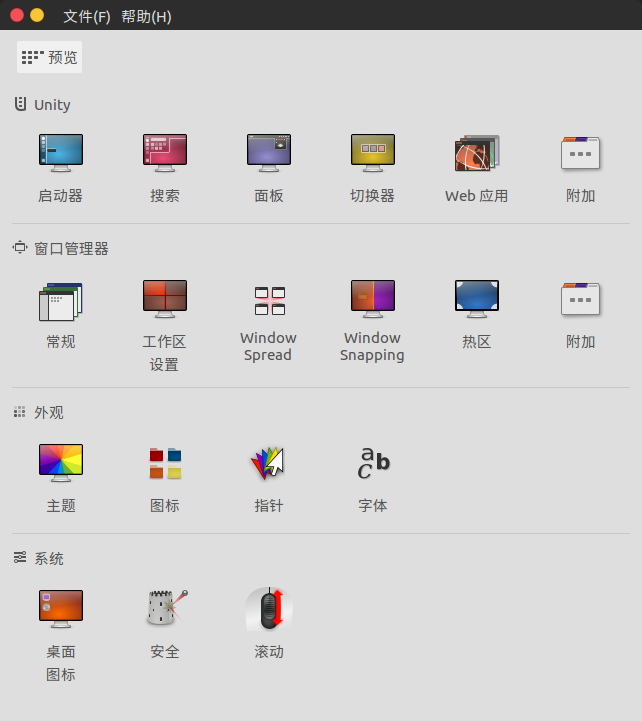 文件(F) 帮助(H)
预览
Unity
启动器 搜索 面板 切换器 Web 应用 附加
窗口管理器
常规 工作区 设置 Window Spread Window Snapping 热区 附加
外观
主题 图标 指针 字体
系统
桌面 图标 安全 滚动